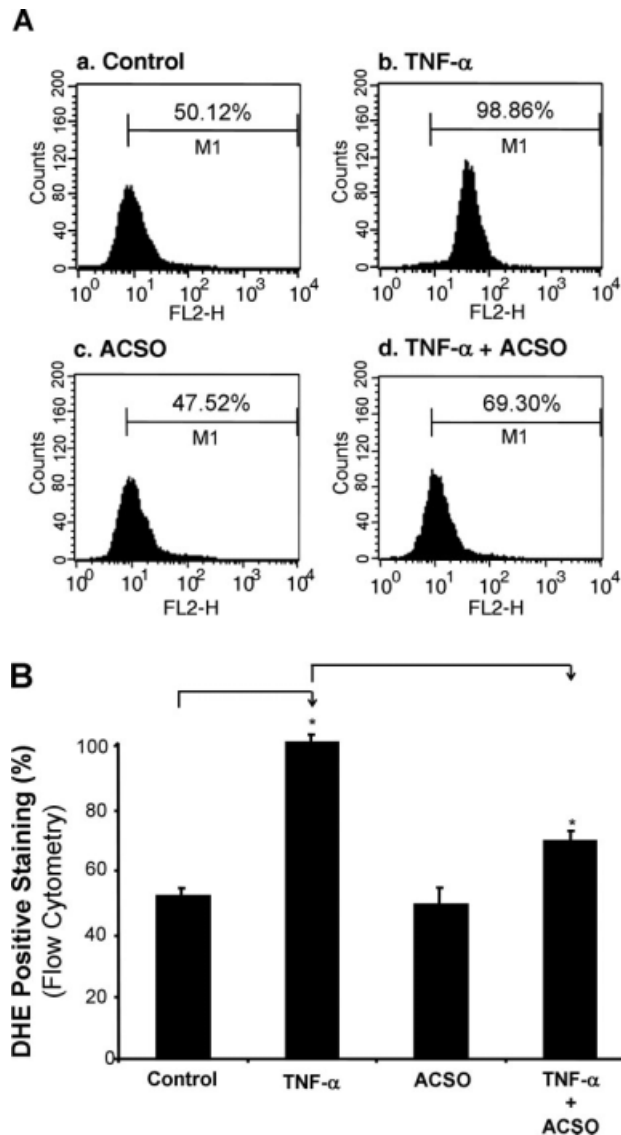 A
a. Control
200
160
120
80
40
0
Counts
50.12%
M1
10^0 10^1 10^2 10^3 10^4
FL2-H
b. TNF-α
200
160
120
80
40
0
Counts
98.86%
M1
10^0 10^1 10^2 10^3 10^4
FL2-H
c. ACSO
200
160
120
80
40
0
Counts
47.52%
M1
10^0 10^1 10^2 10^3 10^4
FL2-H
d. TNF-α + ACSO
200
160
120
80
40
0
Counts
69.30%
M1
10^0 10^1 10^2 10^3 10^4
FL2-H
B
DHE Positive Staining (%)
(Flow Cytometry)
100
80
60
40
20
0
*
*
Control
TNF-α
ACSO
TNF-α
+
ACSO